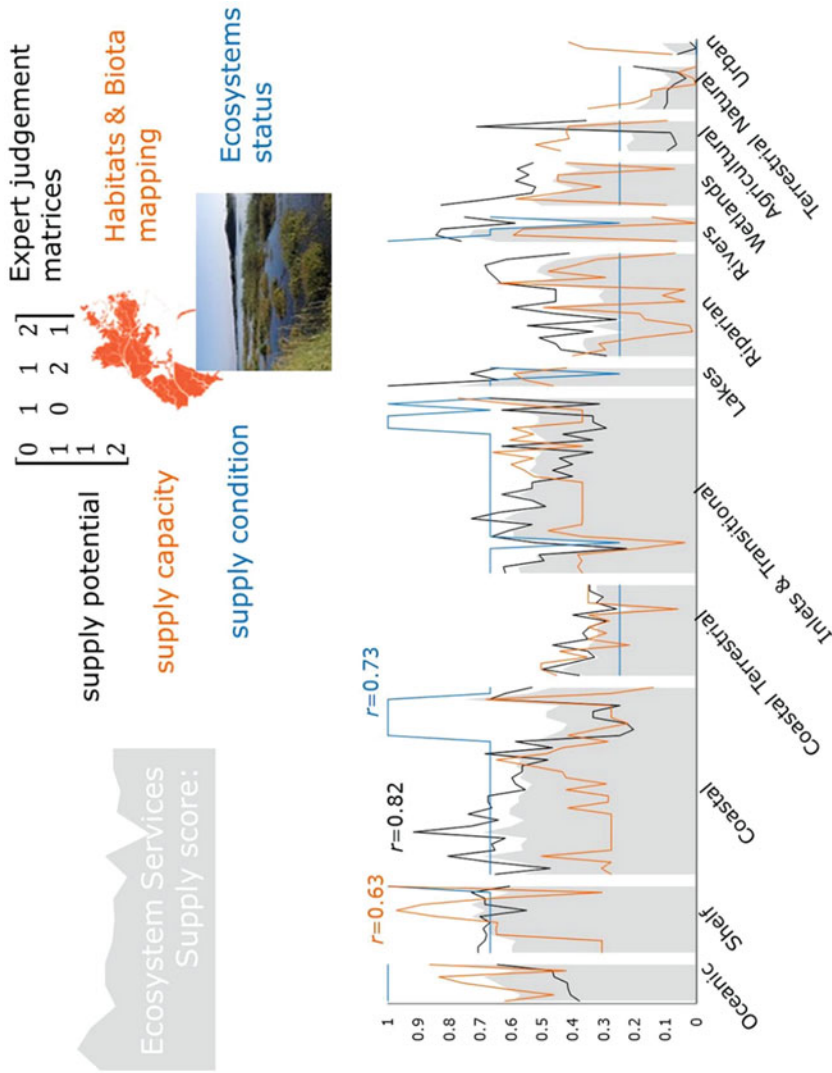 Ecosystem Services
Supply score:
supply potential
[0 1 1 2]
1 0 2 1
1
2
Expert judgement
matrices
supply capacity
Habitats & Biota
mapping
supply condition
Ecosystems
status
r=0.63
r=0.82
r=0.73
1
0.9
0.8
0.7
0.6
0.5
0.4
0.3
0.2
0.1
0
Oceanic
Shelf
Coastal
Coastal Terrestrial
Inlets & Transitional
Lakes
Riparian
Rivers
Wetlands
Agricultural
Terrestrial Natural
Urban